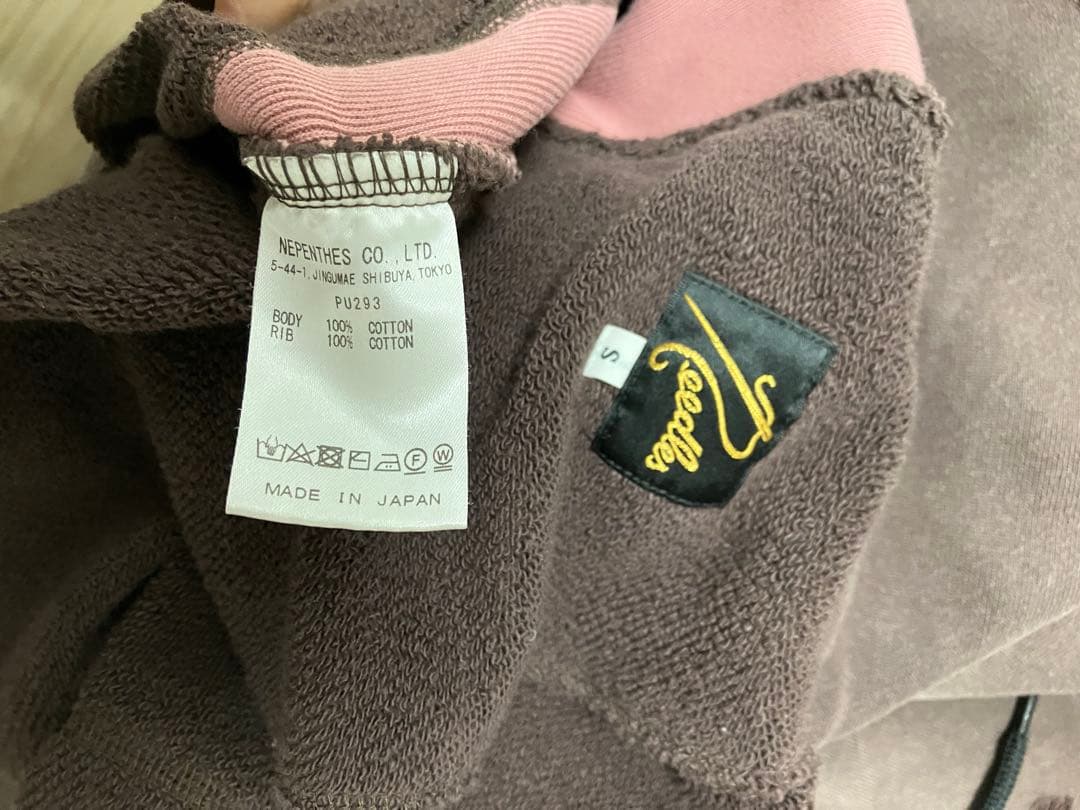 NEPENTHES CO.,LTD.
5-44-1, JINGUMAE SHIBUYA, TOKYO
PU293
BODY 100% COTTON
RIB 100% COTTON
F W
MADE IN JAPAN
S
Needles